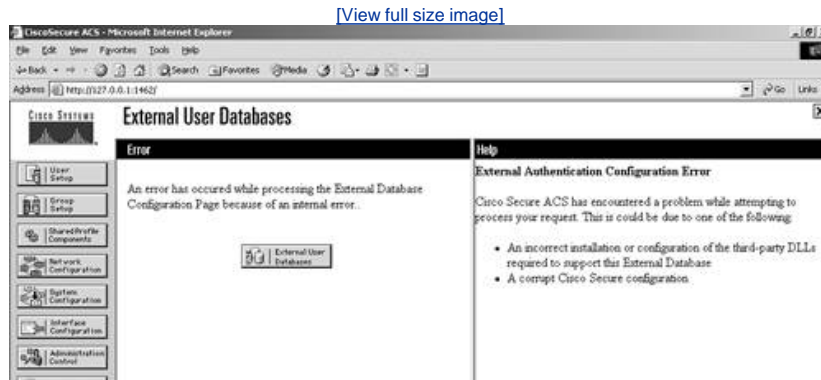 [View full size image]
CiscoSecure ACS - Microsoft Internet Explorer
File Edit View Favorites Tools Help
Back Search Favorites Media
Address http://127.0.0.1:1462/ Go Links
CISCO SYSTEMS
External User Databases
Error
An error has occured while processing the External Database
Configuration Page because of an internal error..
External User
Databases
User
Setup
Group
Setup
Shared Profile
Components
Network
Configuration
System
Configuration
Interface
Configuration
Administration
Control
Help
External Authentication Configuration Error
Cisco Secure ACS has encountered a problem while attempting to
process your request. This is could be due to one of the following:
• An incorrect installation or configuration of the third-party DLLs
required to support this External Database
• A corrupt Cisco Secure configuration